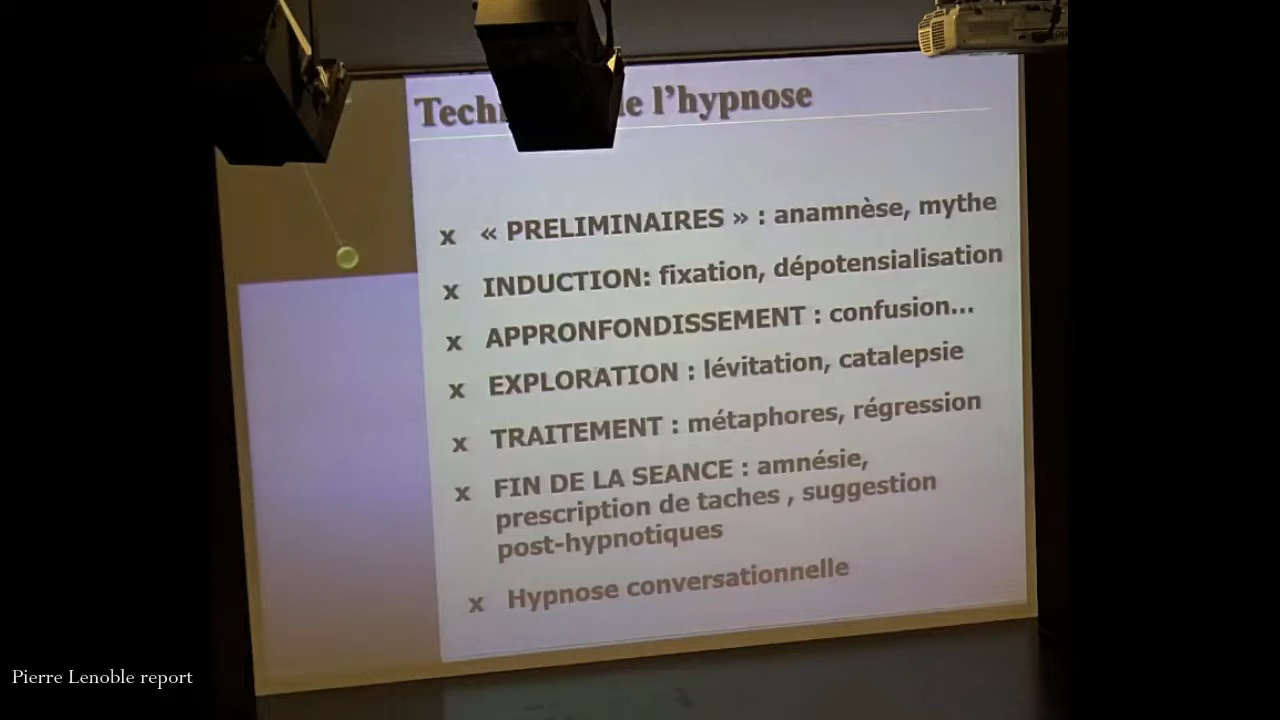 Tech e l'hypnose
x « PRELIMINAIRES » : anamnèse, mythe
x INDUCTION: fixation, dépotensialisation
x APPRONFONDISSEMENT : confusion...
x EXPLORATION : lévitation, catalepsie
x TRAITEMENT : métaphores, régression
x FIN DE LA SEANCE : amnésie,
prescription de taches , suggestion
post-hypnotiques
x Hypnose conversationnelle
Pierre Lenoble report